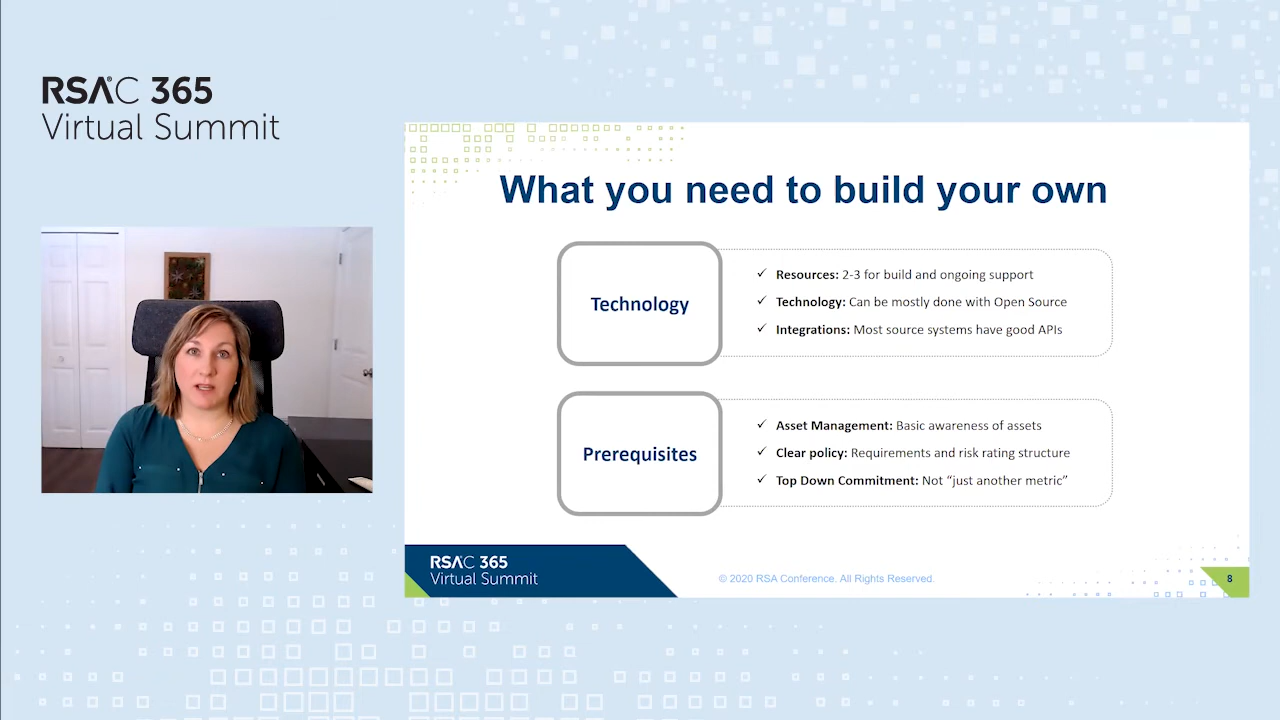 RSAC 365
Virtual Summit
What you need to build your own
Technology
✓ Resources: 2-3 for build and ongoing support
✓ Technology: Can be mostly done with Open Source
✓ Integrations: Most source systems have good APIs
Prerequisites
✓ Asset Management: Basic awareness of assets
✓ Clear policy: Requirements and risk rating structure
✓ Top Down Commitment: Not “just another metric”
RSAC 365
Virtual Summit
© 2020 RSA Conference. All Rights Reserved.
8